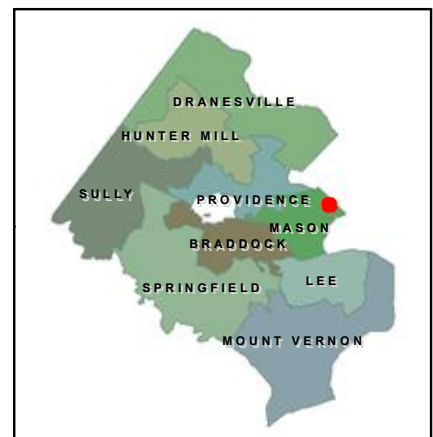 DRANESVILLE
HUNTER MILL
SULLY
PROVIDENCE
MASON
BRADDOCK
LEE
SPRINGFIELD
MOUNT VERNON